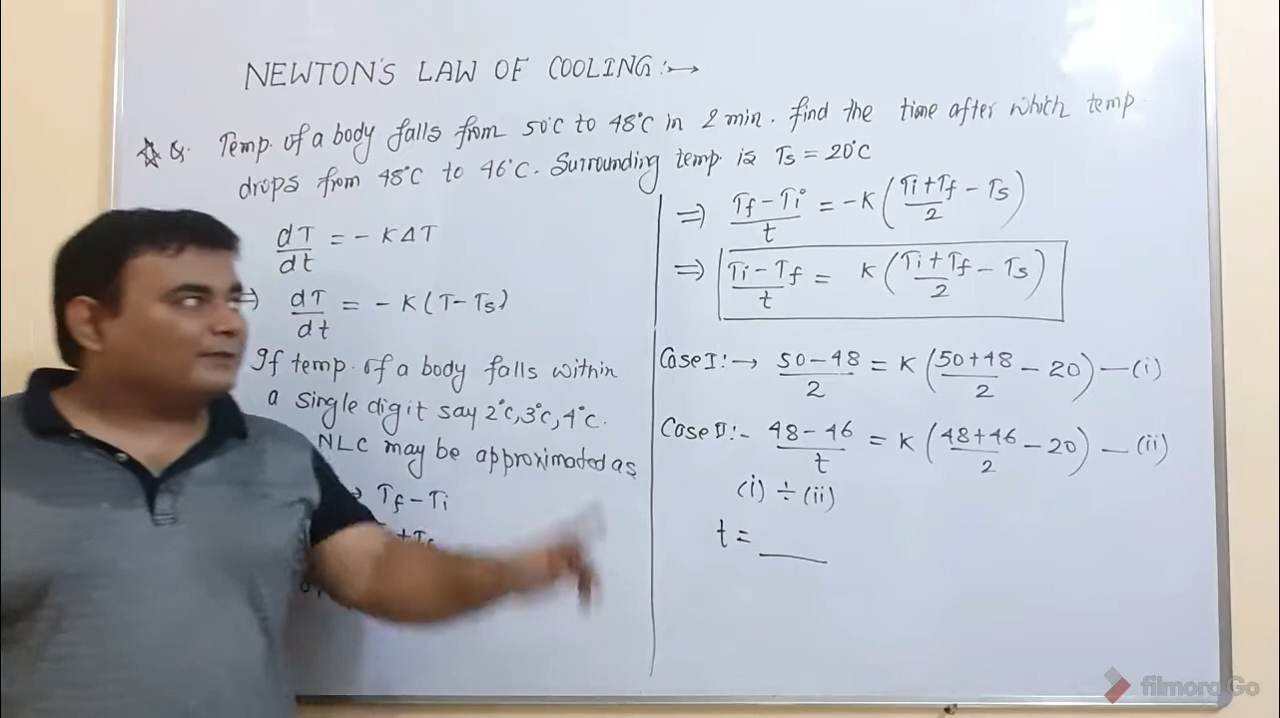 NEWTON'S LAW OF COOLING:→
Q. Temp. of a body falls from 50°C to 48°C in 2 min. find the time after which temp.
drops from 48°C to 46°C. Surrounding temp. is Ts = 20°C
dT/dt = - KΔT
⇒ dT/dt = - K(T-Ts)
If temp. of a body falls within
a single digit say 2°C, 3°C, 4°C.
NLC may be approximated as
→ Tf - Ti
⇒ (Tf - Ti)/t = -K((Ti+Tf)/2 - Ts)
⇒ (Ti - Tf)/t = K((Ti+Tf)/2 - Ts)
Case I:→ (50-48)/2 = K((50+48)/2 - 20) —(i)
Case II:- (48-46)/t = K((48+46)/2 - 20) —(ii)
(i) ÷ (ii)
t = ___
filmora Go